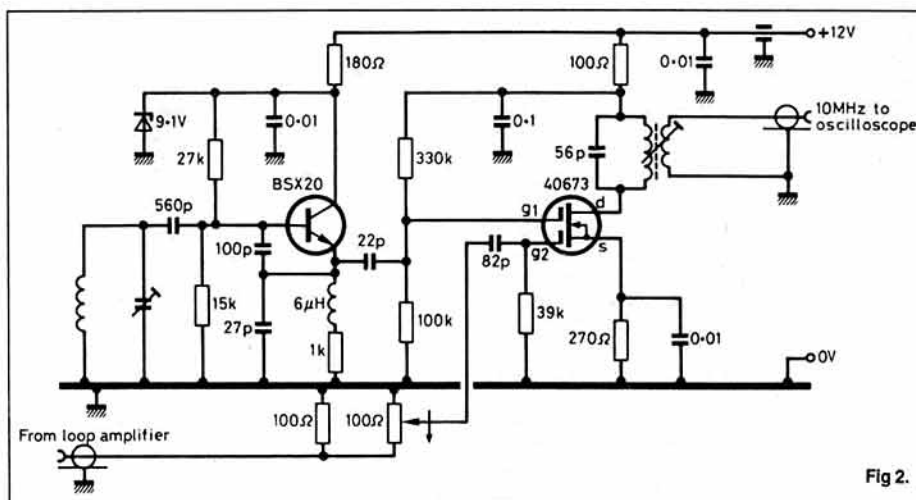 +12V
180Ω
100Ω
0·01
9·1V
0·01
0·1
10MHz to
oscilloscope
27k
330k
56p
BSX20
40673
560p
g1
d
100p
22p
g2
s
82p
15k
6μH
39k
27p
100k
270Ω
0·01
1k
0V
100Ω
100Ω
From loop amplifier
Fig 2.